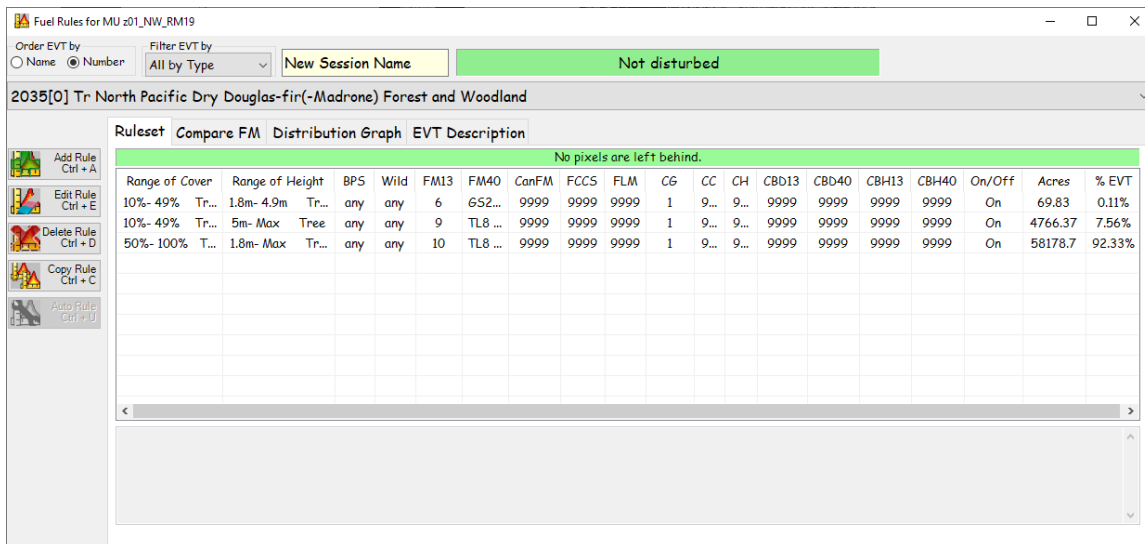 Fuel Rules for MU z01_NW_RM19
Order EVT by
Name Number
Filter EVT by
All by Type
New Session Name
Not disturbed
2035[0] Tr North Pacific Dry Douglas-fir(-Madrone) Forest and Woodland
Ruleset Compare FM Distribution Graph EVT Description
Add Rule
Ctrl + A
Edit Rule
Ctrl + E
Delete Rule
Ctrl + D
Copy Rule
Ctrl + C
Auto Rule
Ctrl + U
No pixels are left behind.
Range of Cover Range of Height BPS Wild FM13 FM40 CanFM FCCS FLM CG CC CH CBD13 CBD40 CBH13 CBH40 On/Off Acres % EVT
10%- 49% Tr... 1.8m- 4.9m Tr... any any 6 GS2... 9999 9999 9999 1 9... 9... 9999 9999 9999 9999 On 69.83 0.11%
10%- 49% Tr... 5m- Max Tree any any 9 TL8 ... 9999 9999 9999 1 9... 9... 9999 9999 9999 9999 On 4766.37 7.56%
50%- 100% T... 1.8m- Max Tr... any any 10 TL8 ... 9999 9999 9999 1 9... 9... 9999 9999 9999 9999 On 58178.7 92.33%